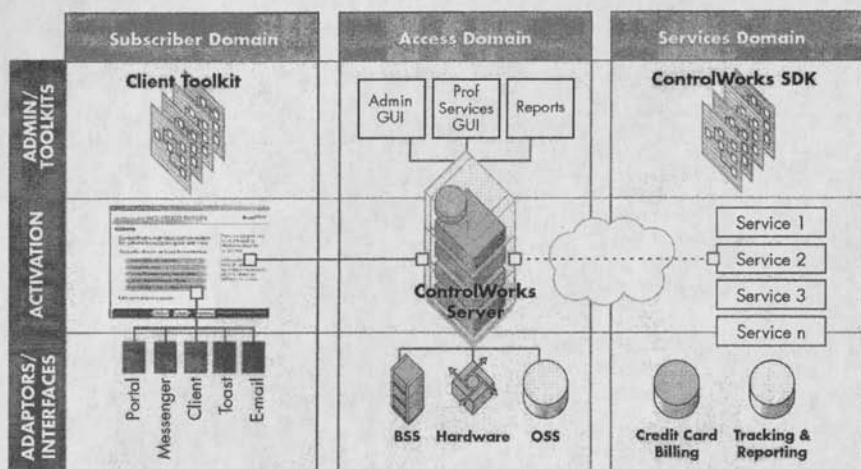 Subscriber Domain
Access Domain
Services Domain
ADMIN/
TOOLKITS
Client Toolkit
Admin
GUI
Prof
Services
GUI
Reports
ControlWorks SDK
ACTIVATION
ControlWorks
Server
Service 1
Service 2
Service 3
Service n
ADAPTORS/
INTERFACES
Portal
Messenger
Client
Toast
E-mail
BSS
Hardware
OSS
Credit Card
Billing
Tracking &
Reporting